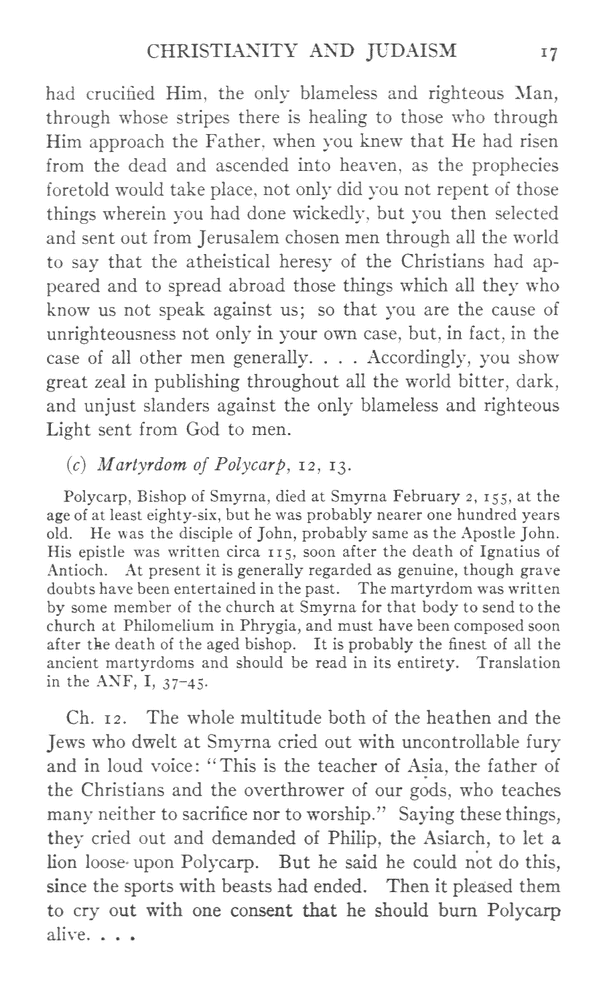 CHRISTIANITY AND JUDAISM 17
had crucified Him, the only blameless and righteous Man,
through whose stripes there is healing to those who through
Him approach the Father, when you knew that He had risen
from the dead and ascended into heaven, as the prophecies
foretold would take place, not only did you not repent of those
things wherein you had done wickedly, but you then selected
and sent out from Jerusalem chosen men through all the world
to say that the atheistical heresy of the Christians had ap-
peared and to spread abroad those things which all they who
know us not speak against us; so that you are the cause of
unrighteousness not only in your own case, but, in fact, in the
case of all other men generally. . . . Accordingly, you show
great zeal in publishing throughout all the world bitter, dark,
and unjust slanders against the only blameless and righteous
Light sent from God to men.
(c) Martyrdom of Polycarp, 12, 13.
Polycarp, Bishop of Smyrna, died at Smyrna February 2, 155, at the
age of at least eighty-six, but he was probably nearer one hundred years
old. He was the disciple of John, probably same as the Apostle John.
His epistle was written circa 115, soon after the death of Ignatius of
Antioch. At present it is generally regarded as genuine, though grave
doubts have been entertained in the past. The martyrdom was written
by some member of the church at Smyrna for that body to send to the
church at Philomelium in Phrygia, and must have been composed soon
after the death of the aged bishop. It is probably the finest of all the
ancient martyrdoms and should be read in its entirety. Translation
in the ANF, I, 37–45.
Ch. 12. The whole multitude both of the heathen and the
Jews who dwelt at Smyrna cried out with uncontrollable fury
and in loud voice: "This is the teacher of Asia, the father of
the Christians and the overthrower of our gods, who teaches
many neither to sacrifice nor to worship." Saying these things,
they cried out and demanded of Philip, the Asiarch, to let a
lion loose upon Polycarp. But he said he could not do this,
since the sports with beasts had ended. Then it pleased them
to cry out with one consent that he should burn Polycarp
alive. . . .